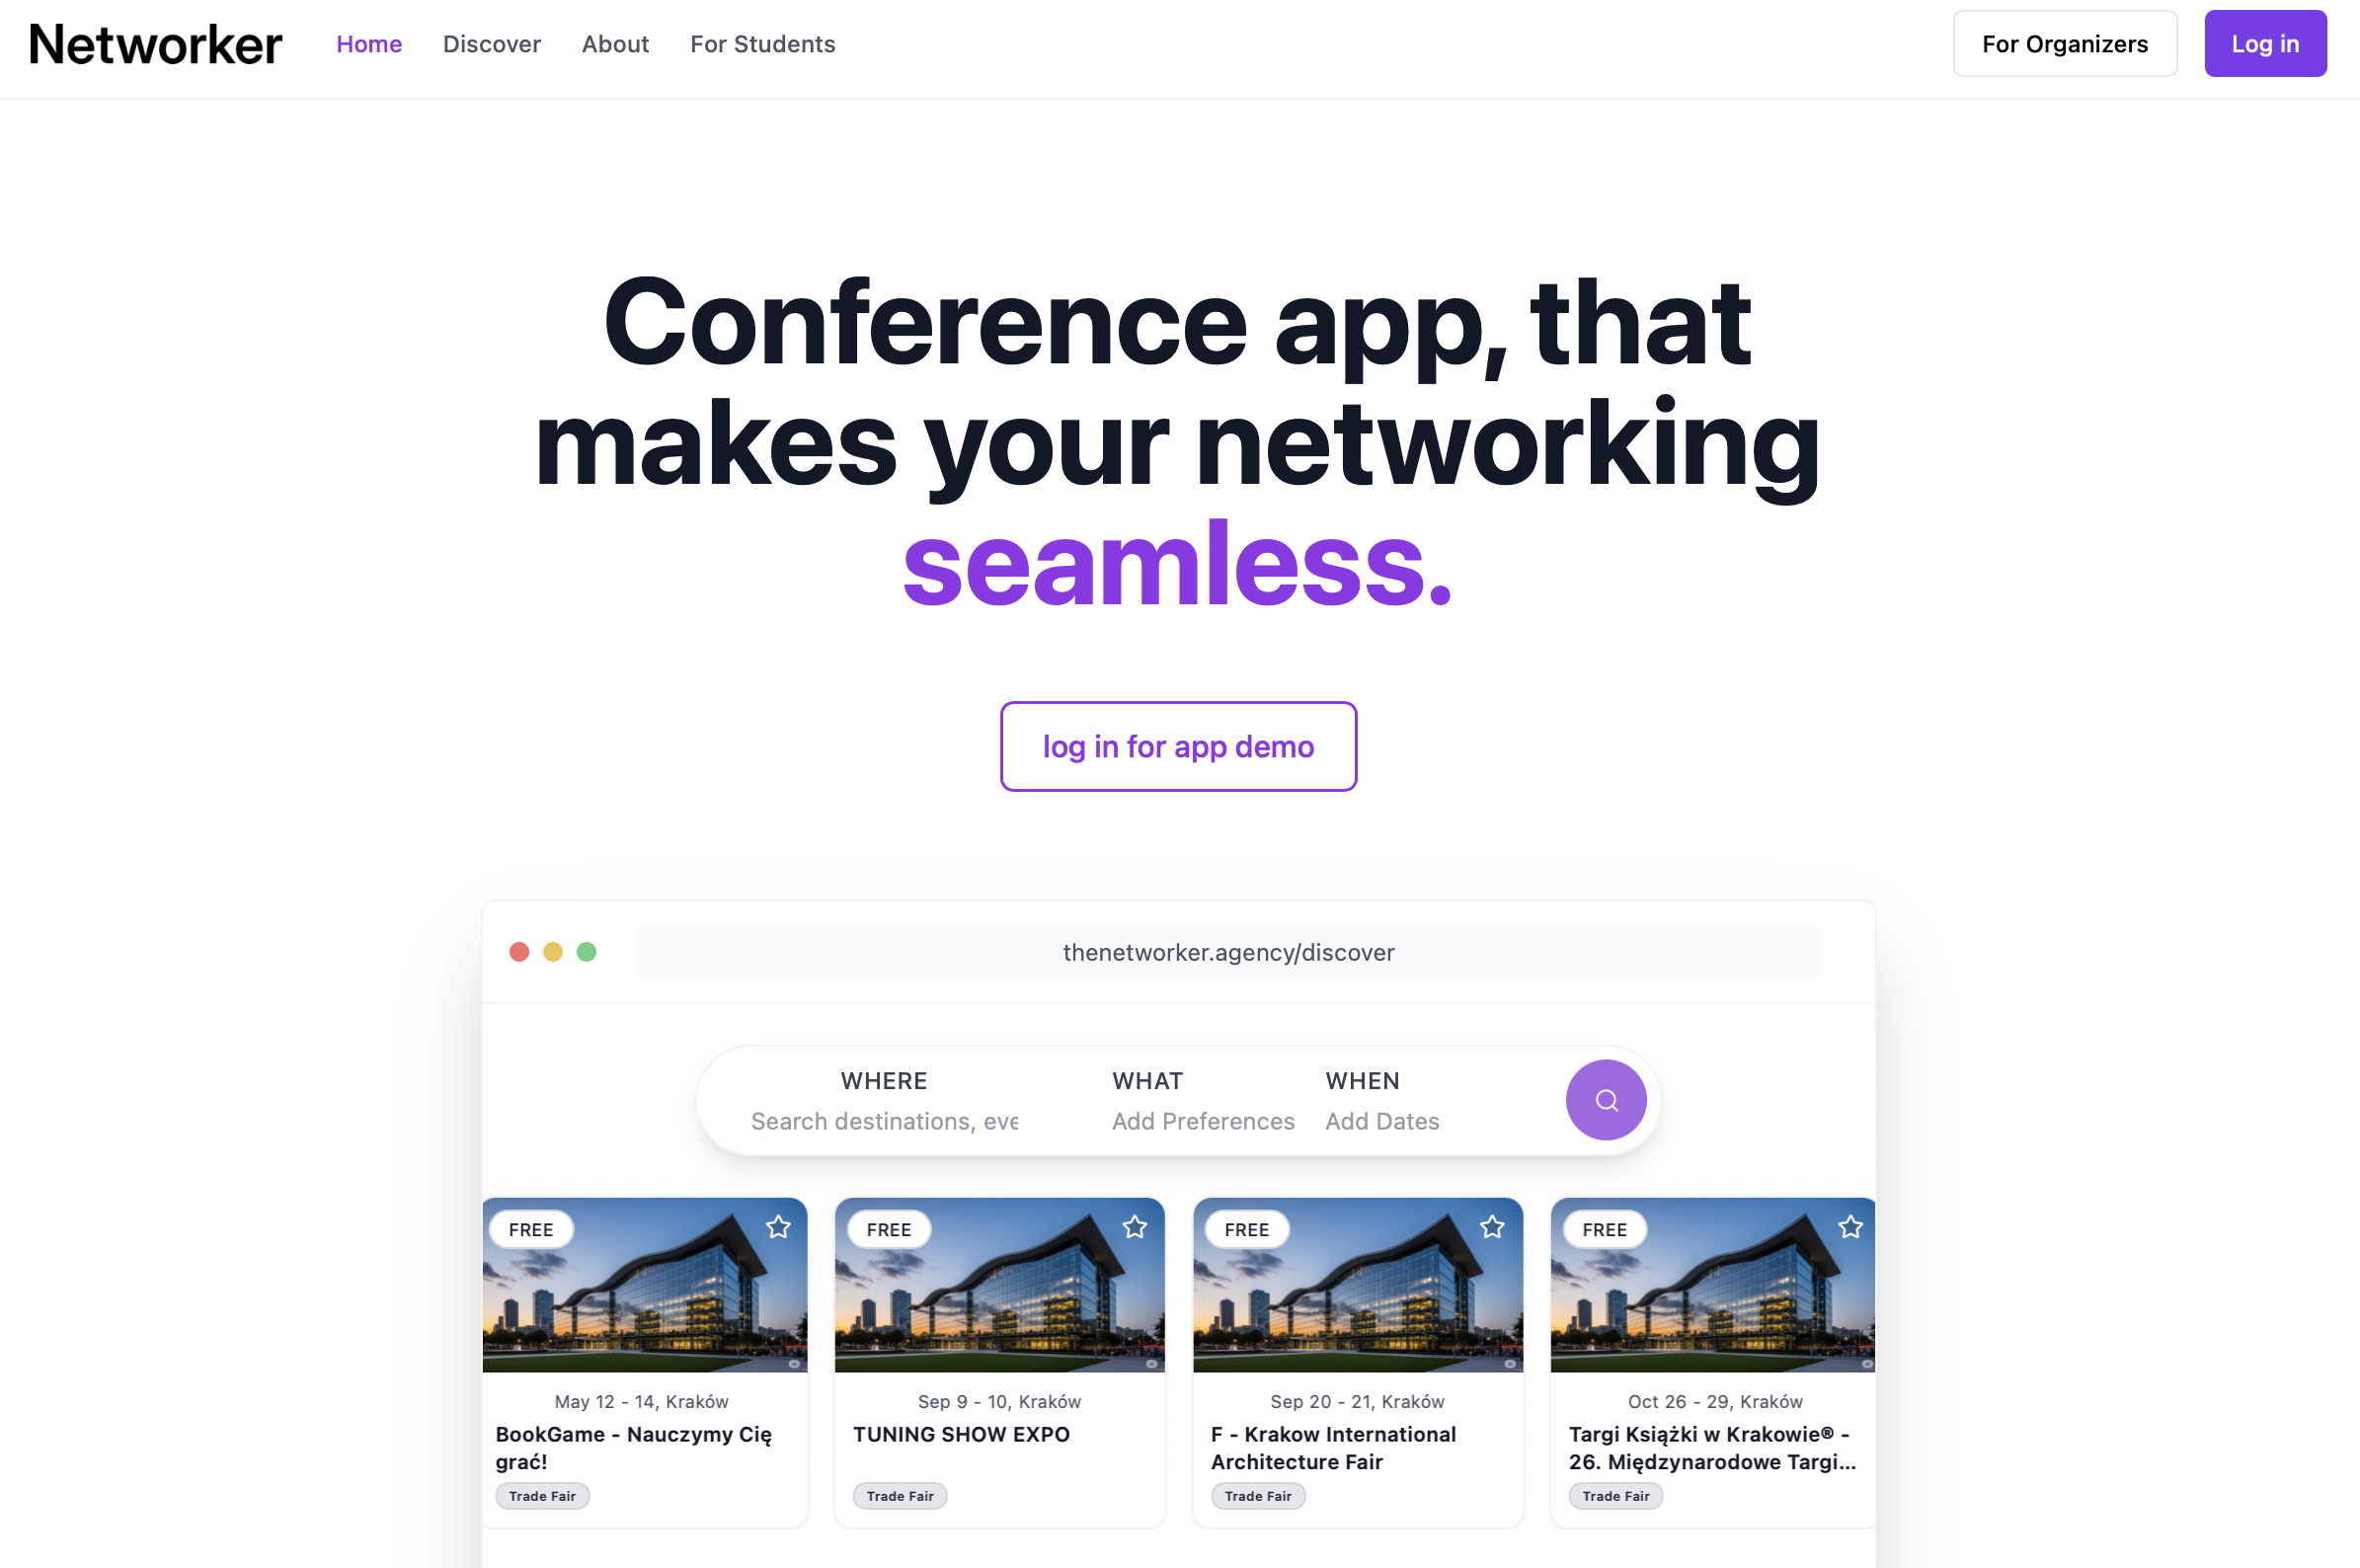 Networker
Home
Discover
About
For Students
For Organizers
Log in
Conference app, that
makes your networking
seamless.
log in for app demo
thenetworker.agency/discover
WHERE
Search destinations, eve
WHAT
Add Preferences
WHEN
Add Dates
FREE
May 12 - 14, Kraków
BookGame - Nauczymy Cię
grać!
Trade Fair
FREE
Sep 9 - 10, Kraków
TUNING SHOW EXPO
Trade Fair
FREE
Sep 20 - 21, Kraków
F - Krakow International
Architecture Fair
Trade Fair
FREE
Oct 26 - 29, Kraków
Targi Książki w Krakowie® -
26. Międzynarodowe Targi...
Trade Fair